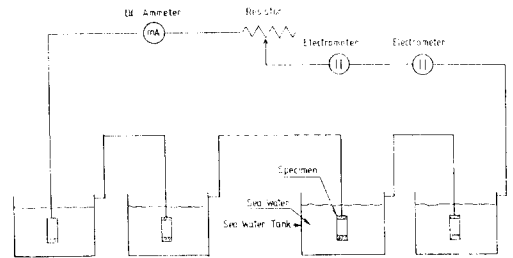 Ammeter
mA
Resistor
Electrometer
Electrometer
Specimen
Sea Water
Sea Water Tank